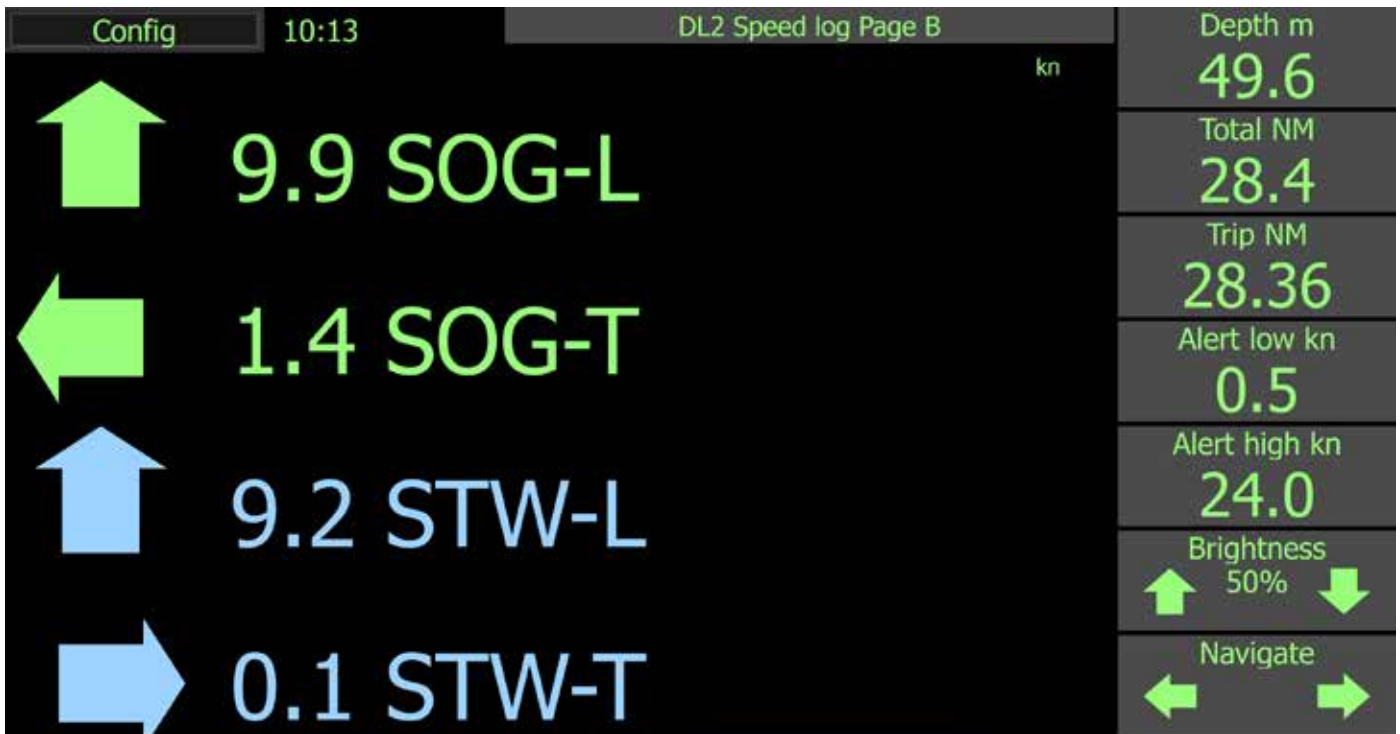 Config 10:13 DL2 Speed log Page B
kn
9.9 SOG-L
1.4 SOG-T
9.2 STW-L
0.1 STW-T
Depth m
49.6
Total NM
28.4
Trip NM
28.36
Alert low kn
0.5
Alert high kn
24.0
Brightness
50%
Navigate